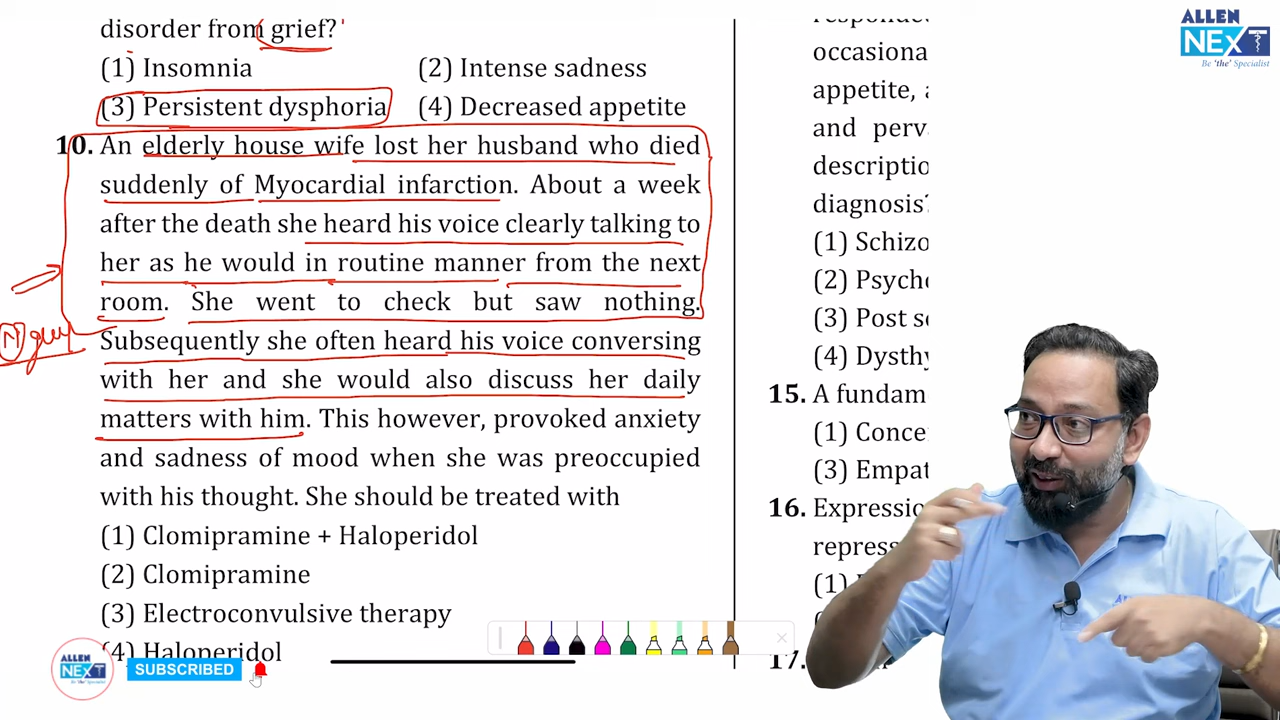 disorder from grief?
(1) Insomnia (2) Intense sadness
(3) Persistent dysphoria (4) Decreased appetite
10. An elderly house wife lost her husband who died
suddenly of Myocardial infarction. About a week
after the death she heard his voice clearly talking to
her as he would in routine manner from the next
room. She went to check but saw nothing.
Subsequently she often heard his voice conversing
with her and she would also discuss her daily
matters with him. This however, provoked anxiety
and sadness of mood when she was preoccupied
with his thought. She should be treated with
(1) Clomipramine + Haloperidol
(2) Clomipramine
(3) Electroconvulsive therapy
(4) Haloperidol
N
occasiona
appetite, a
and perv
descriptio
diagnosis?
(1) Schizo
(2) Psycho
(3) Post s
(4) Dysthy
15. A fundam
(1) Conce
(3) Empat
16. Expressio
repress
(1)
17.
ALLEN
NEXT
Be 'the' Specialist
ALLEN
NEXT
Be 'the' Specialist
SUBSCRIBED